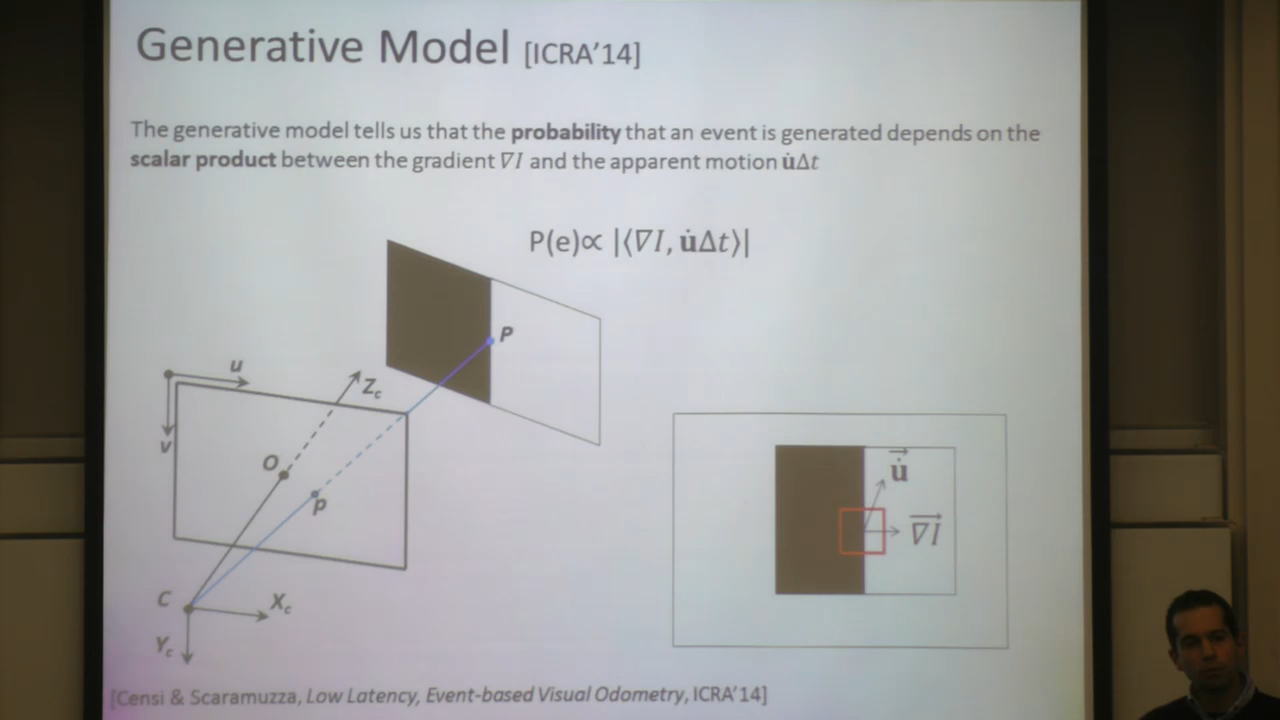 Generative Model [ICRA'14]
The generative model tells us that the probability that an event is generated depends on the
scalar product between the gradient ∇I and the apparent motion u̇Δt
P(e)∝ |⟨∇I, u̇Δt⟩|
P
u
Z_c
v
O
p
u̇
∇I
C
X_c
Y_c
[Censi & Scaramuzza, Low Latency, Event-based Visual Odometry, ICRA'14]